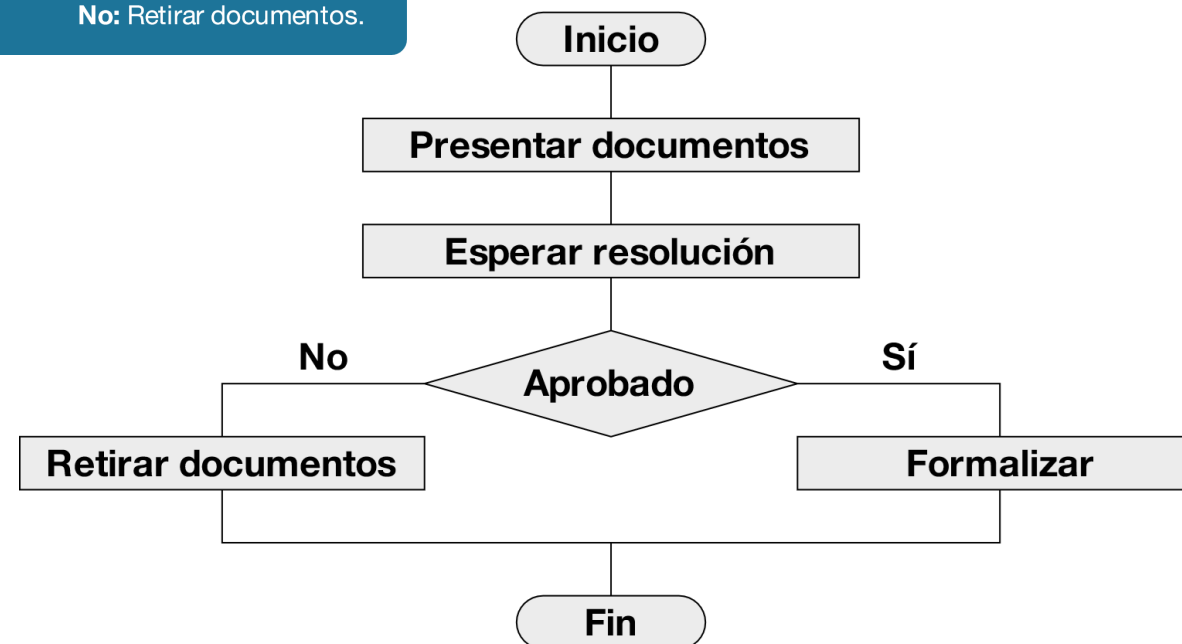 No: Retirar documentos.
Inicio
Presentar documentos
Esperar resolución
No
Sí
Aprobado
Retirar documentos
Formalizar
Fin